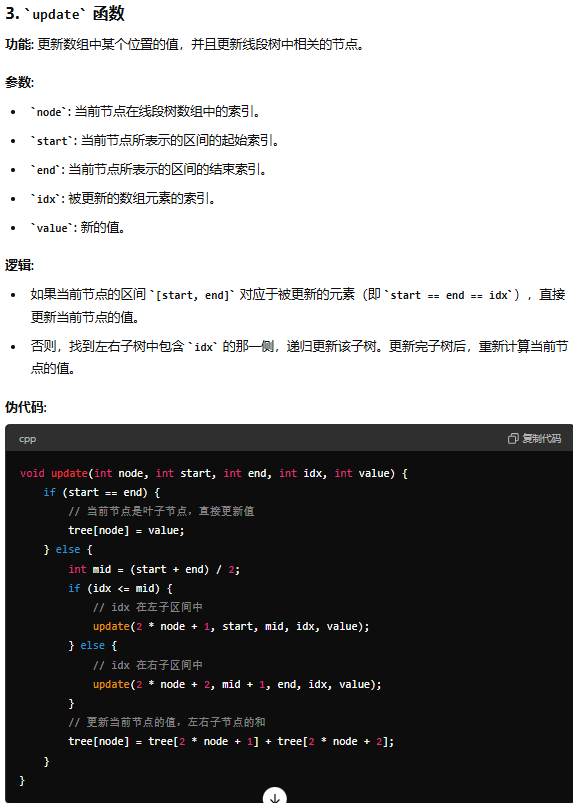 3. `update` 函数
功能: 更新数组中某个位置的值，并且更新线段树中相关的节点。
参数:
• `node`: 当前节点在线段树数组中的索引。
• `start`: 当前节点所表示的区间的起始索引。
• `end`: 当前节点所表示的区间的结束索引。
• `idx`: 被更新的数组元素的索引。
• `value`: 新的值。
逻辑:
• 如果当前节点的区间 `[start, end]` 对应于被更新的元素（即 `start == end == idx`），直接
更新当前节点的值。
• 否则，找到左右子树中包含 `idx` 的那一侧，递归更新该子树。更新完子树后，重新计算当前节
点的值。
伪代码:
cpp 复制代码
void update(int node, int start, int end, int idx, int value) {
    if (start == end) {
        // 当前节点是叶子节点，直接更新值
        tree[node] = value;
    } else {
        int mid = (start + end) / 2;
        if (idx <= mid) {
            // idx 在左子区间中
            update(2 * node + 1, start, mid, idx, value);
        } else {
            // idx 在右子区间中
            update(2 * node + 2, mid + 1, end, idx, value);
        }
        // 更新当前节点的值，左右子节点的和
        tree[node] = tree[2 * node + 1] + tree[2 * node + 2];
    }
}